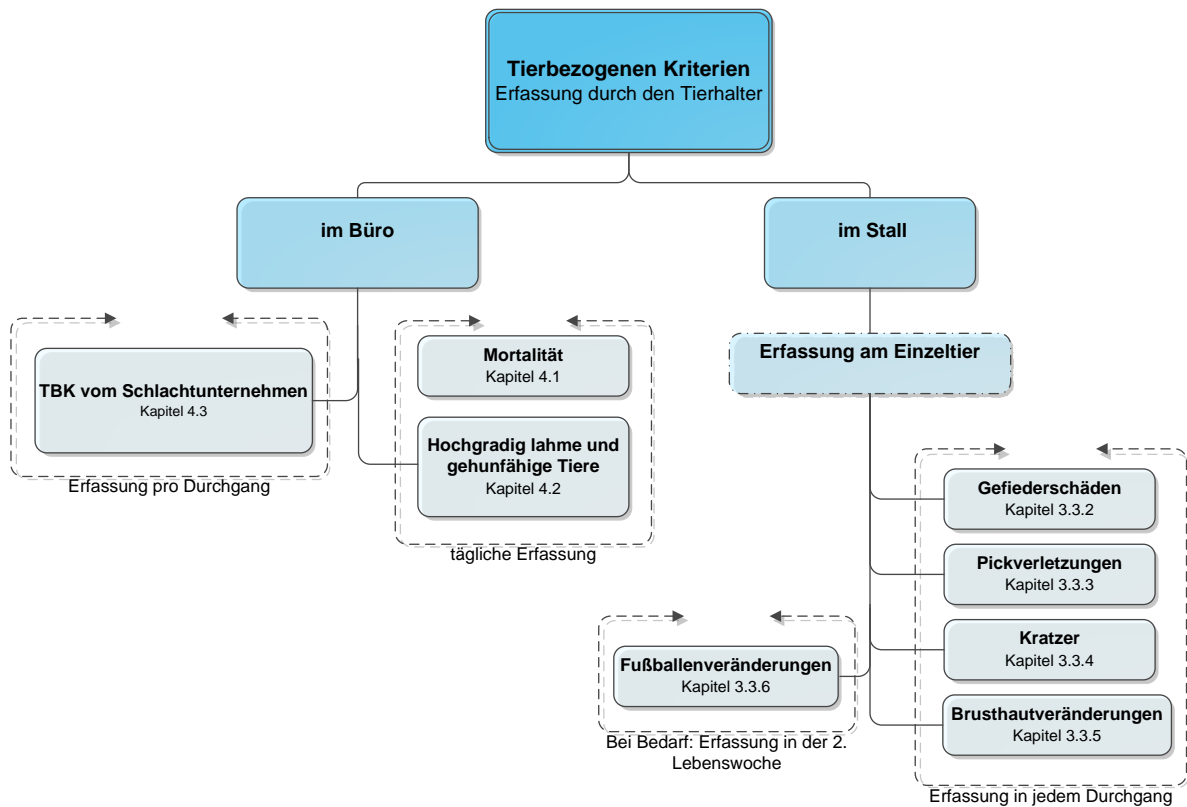 Tierbezogenen Kriterien
Erfassung durch den Tierhalter
im Büro
im Stall
TBK vom Schlachtunternehmen
Kapitel 4.3
Erfassung pro Durchgang
Mortalität
Kapitel 4.1
Hochgradig lahme und
gehunfähige Tiere
Kapitel 4.2
tägliche Erfassung
Erfassung am Einzeltier
Fußballenveränderungen
Kapitel 3.3.6
Bei Bedarf: Erfassung in der 2.
Lebenswoche
Gefiederschäden
Kapitel 3.3.2
Pickverletzungen
Kapitel 3.3.3
Kratzer
Kapitel 3.3.4
Brusthautveränderungen
Kapitel 3.3.5
Erfassung in jedem Durchgang